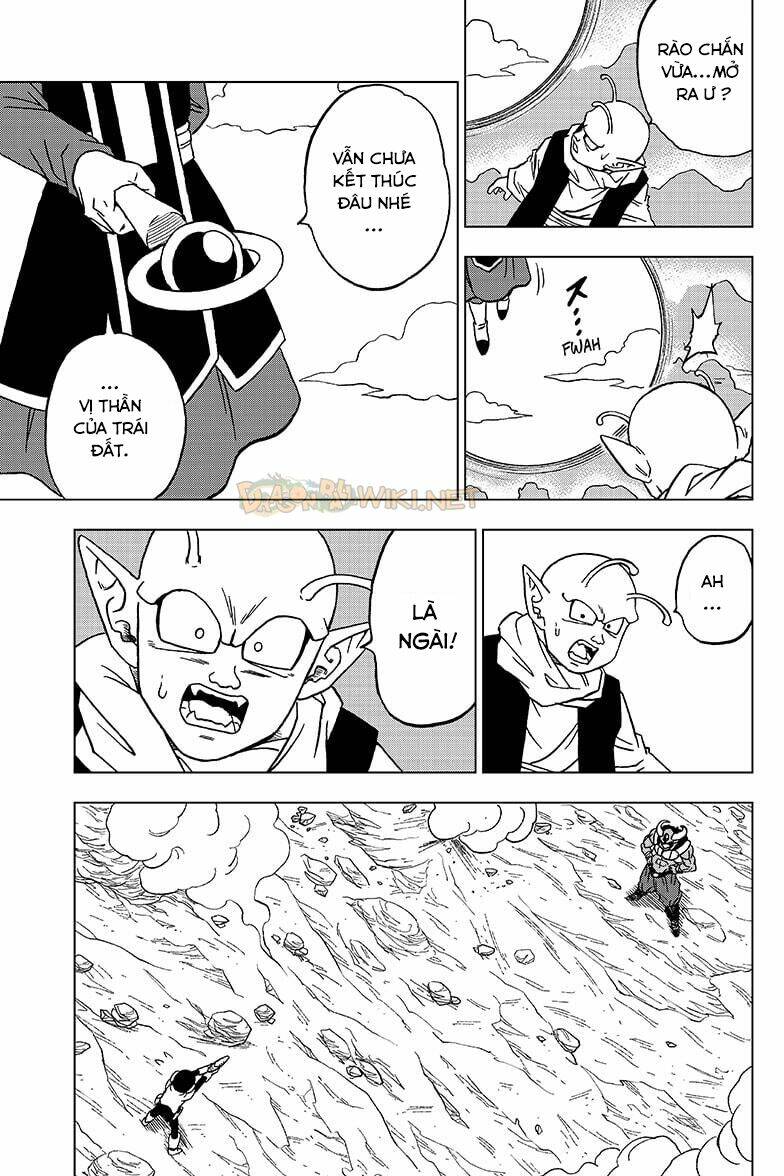 RÀO CHẮN
VỪA...MỞ
RA Ư ?
ス…
FWAH
VẪN CHƯA
KẾT THÚC
ĐÂU NHÉ
...
...
VỊ THẦN
CỦA TRÁI
ĐẤT.
DRAGONBALLWIKI.NET
AH
...
LÀ
NGÀI!